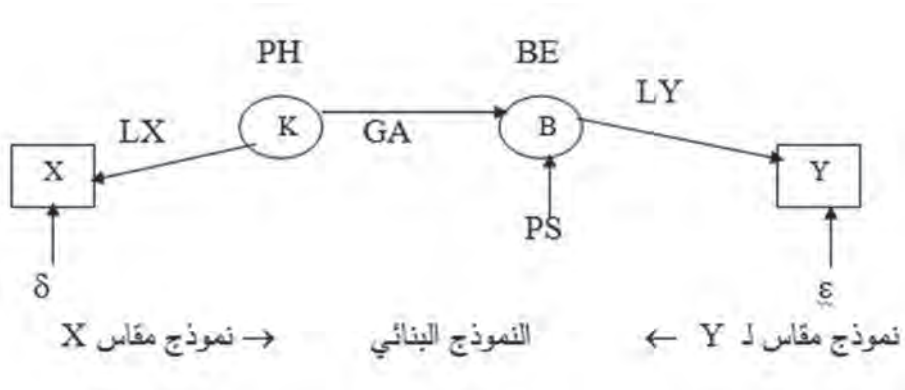 PH BE
LY
LX
K GA B
X Y
PS
δ ε
نموذج مقاس لـ Y ← النموذج البنائي → نموذج مقاس X